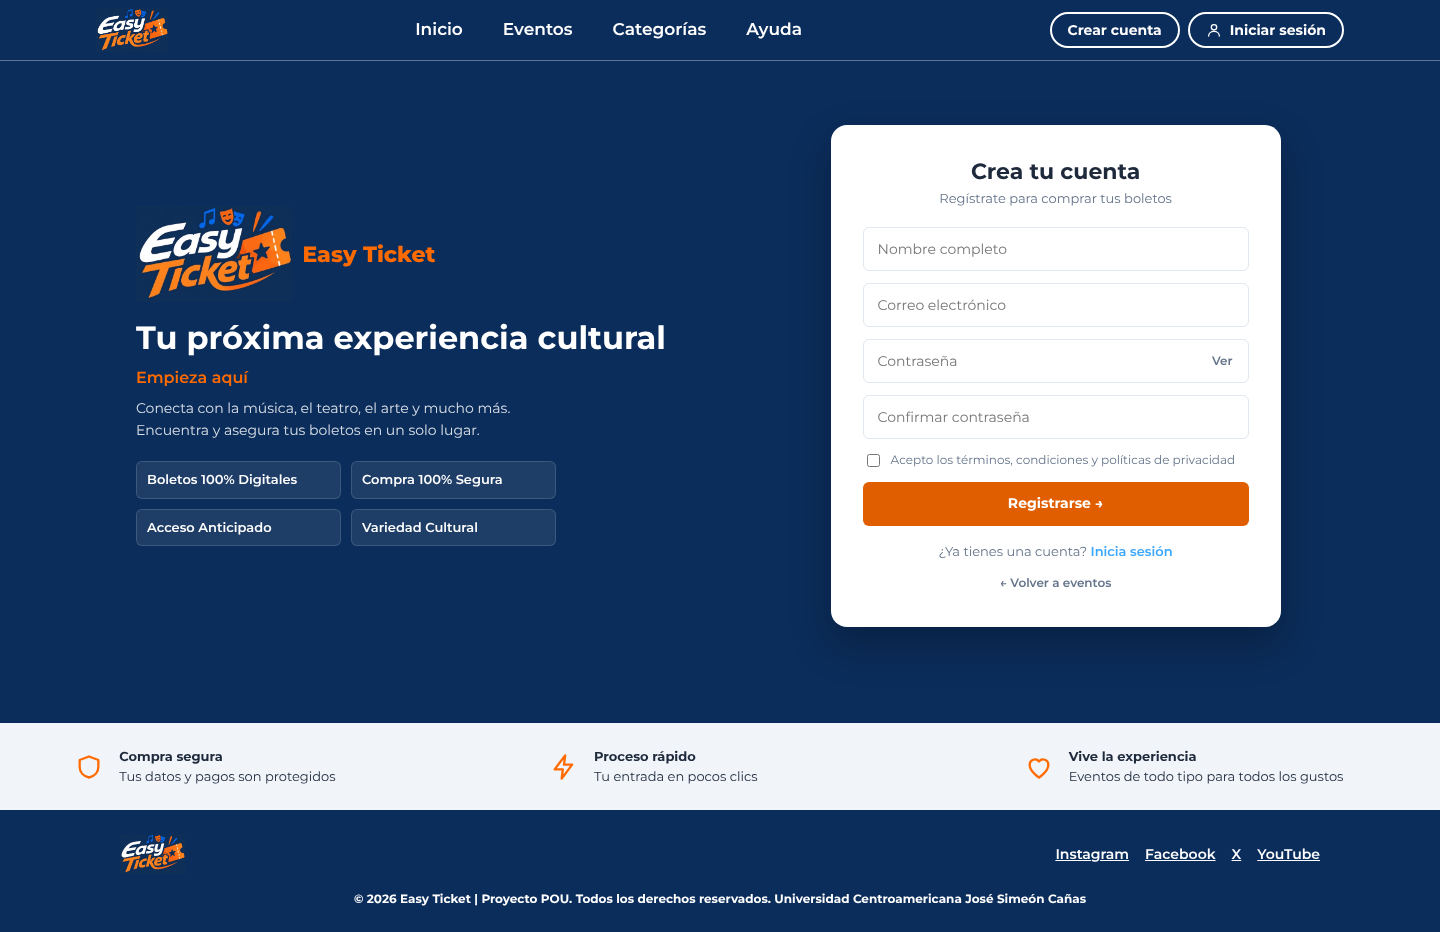 Easy Ticket
Inicio
Eventos
Categorías
Ayuda
Crear cuenta
Iniciar sesión
Easy Ticket
Easy Ticket
Tu próxima experiencia cultural
Empieza aquí
Conecta con la música, el teatro, el arte y mucho más.
Encuentra y asegura tus boletos en un solo lugar.
Boletos 100% Digitales
Compra 100% Segura
Acceso Anticipado
Variedad Cultural
Crea tu cuenta
Regístrate para comprar tus boletos
Nombre completo
Correo electrónico
Contraseña
Ver
Confirmar contraseña
Acepto los términos, condiciones y políticas de privacidad
Registrarse →
¿Ya tienes una cuenta? Inicia sesión
← Volver a eventos
Compra segura
Tus datos y pagos son protegidos
Proceso rápido
Tu entrada en pocos clics
Vive la experiencia
Eventos de todo tipo para todos los gustos
Easy Ticket
Instagram
Facebook
X
YouTube
© 2026 Easy Ticket | Proyecto POU. Todos los derechos reservados. Universidad Centroamericana José Simeón Cañas